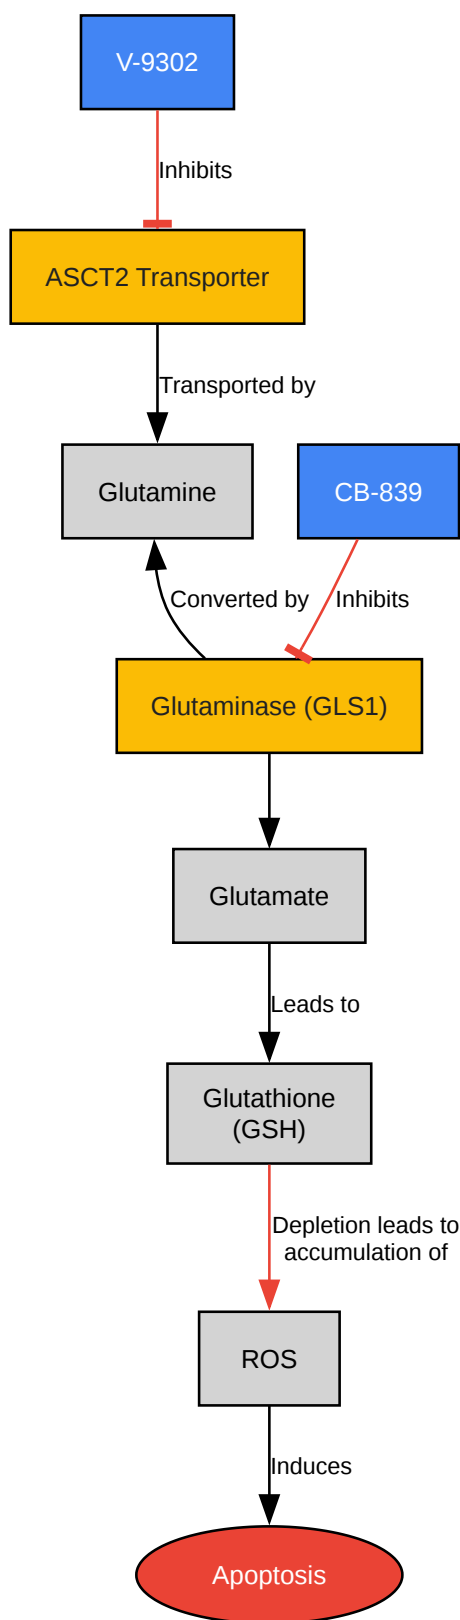 V-9302
Inhibits
ASCT2 Transporter
Transported by
Glutamine
CB-839
Converted by
Inhibits
Glutaminase (GLS1)
Glutamate
Leads to
Glutathione
(GSH)
Depletion leads to
accumulation of
ROS
Induces
Apoptosis